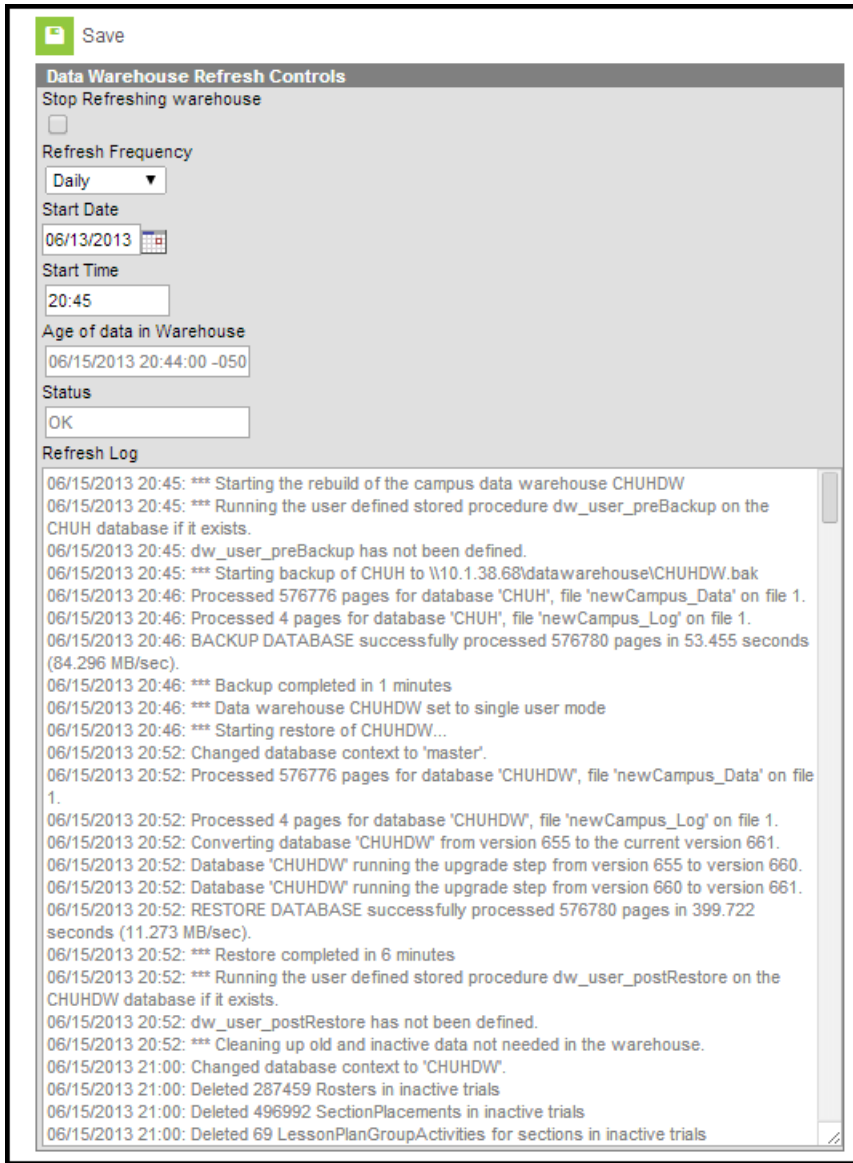 Save
Data Warehouse Refresh Controls
Stop Refreshing warehouse
Refresh Frequency
Daily
Start Date
06/13/2013
Start Time
20:45
Age of data in Warehouse
06/15/2013 20:44:00 -050
Status
OK
Refresh Log
06/15/2013 20:45: *** Starting the rebuild of the campus data warehouse CHUHDW
06/15/2013 20:45: *** Running the user defined stored procedure dw_user_preBackup on the
CHUH database if it exists.
06/15/2013 20:45: dw_user_preBackup has not been defined.
06/15/2013 20:45: *** Starting backup of CHUH to \\10.1.38.68\datawarehouse\CHUHDW.bak
06/15/2013 20:46: Processed 576776 pages for database 'CHUH', file 'newCampus_Data' on file 1.
06/15/2013 20:46: Processed 4 pages for database 'CHUH', file 'newCampus_Log' on file 1.
06/15/2013 20:46: BACKUP DATABASE successfully processed 576780 pages in 53.455 seconds
(84.296 MB/sec).
06/15/2013 20:46: *** Backup completed in 1 minutes
06/15/2013 20:46: *** Data warehouse CHUHDW set to single user mode
06/15/2013 20:46: *** Starting restore of CHUHDW...
06/15/2013 20:52: Changed database context to 'master'.
06/15/2013 20:52: Processed 576776 pages for database 'CHUHDW', file 'newCampus_Data' on file
1.
06/15/2013 20:52: Processed 4 pages for database 'CHUHDW', file 'newCampus_Log' on file 1.
06/15/2013 20:52: Converting database 'CHUHDW' from version 655 to the current version 661.
06/15/2013 20:52: Database 'CHUHDW' running the upgrade step from version 655 to version 660.
06/15/2013 20:52: Database 'CHUHDW' running the upgrade step from version 660 to version 661.
06/15/2013 20:52: RESTORE DATABASE successfully processed 576780 pages in 399.722
seconds (11.273 MB/sec).
06/15/2013 20:52: *** Restore completed in 6 minutes
06/15/2013 20:52: *** Running the user defined stored procedure dw_user_postRestore on the
CHUHDW database if it exists.
06/15/2013 20:52: dw_user_postRestore has not been defined.
06/15/2013 20:52: *** Cleaning up old and inactive data not needed in the warehouse.
06/15/2013 21:00: Changed database context to 'CHUHDW'.
06/15/2013 21:00: Deleted 287459 Rosters in inactive trials
06/15/2013 21:00: Deleted 496992 SectionPlacements in inactive trials
06/15/2013 21:00: Deleted 69 LessonPlanGroupActivities for sections in inactive trials